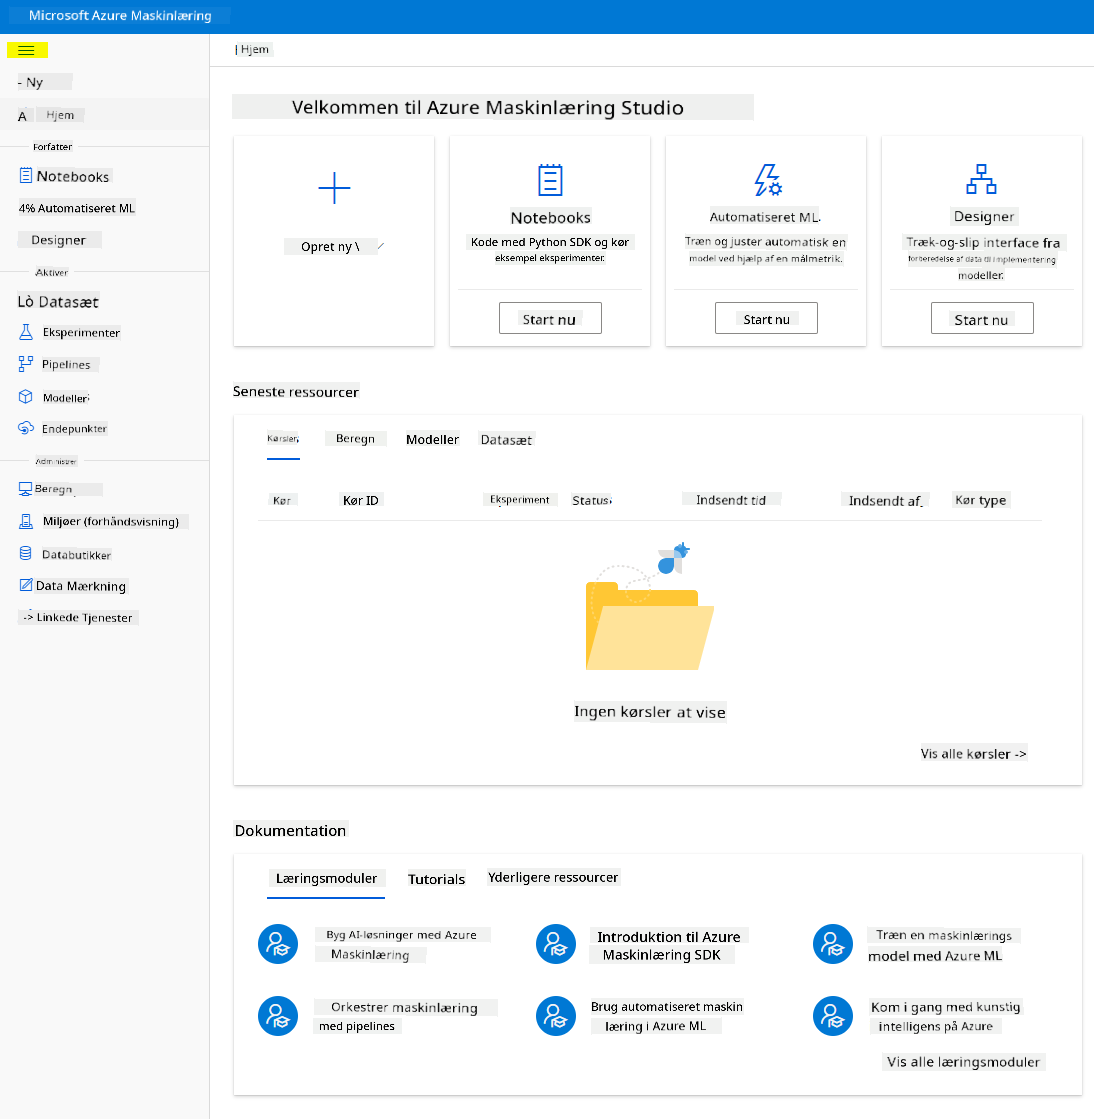 Microsoft Azure Maskinlæring
Hjem
- Ny
A Hjem
Forfatter
Notebooks
4% Automatiseret ML
Designer
Aktiver
Lò Datasæt
Eksperimenter
Pipelines
Modeller
Endepunkter
Administrer
Beregn
Miljøer (forhåndsvisning)
Databutikker
Data Mærkning
-> Linkede Tjenester
Velkommen til Azure Maskinlæring Studio
Opret ny \
Notebooks
Kode med Python SDK og kør
eksempel eksperimenter.
Start nu
Automatiseret ML.
Træn og juster automatisk en
model ved hjælp af en målmetrik.
Start nu
Designer
Træk-og-slip interface fra
forberedelse af data til implementering
modeller.
Start nu
Seneste ressourcer
Kørsler Beregn Modeller Datasæt
Kør Kør ID Eksperiment Status Indsendt tid Indsendt af Kør type
Ingen kørsler at vise
Vis alle kørsler ->
Dokumentation
Læringsmoduler Tutorials Yderligere ressourcer
Byg AI-løsninger med Azure
Maskinlæring
Introduktion til Azure
Maskinlæring SDK
Træn en maskinlærings
model med Azure ML
Orkestrer maskinlæring
med pipelines
Brug automatiseret maskin
læring i Azure ML
Kom i gang med kunstig
intelligens på Azure
Vis alle læringsmoduler